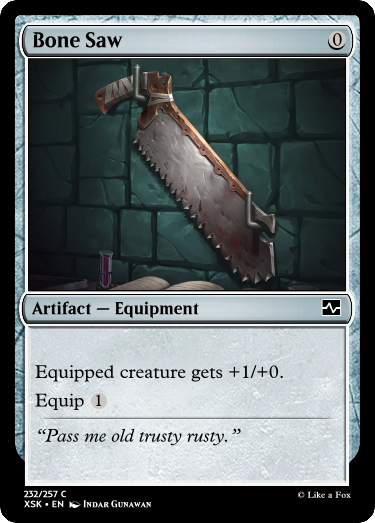 Bone Saw 0
Artifact — Equipment
Equipped creature gets +1/+0.
Equip 1
“Pass me old trusty rusty.”
232/257 C
XSK • EN Indar Gunawan
© Like a Fox